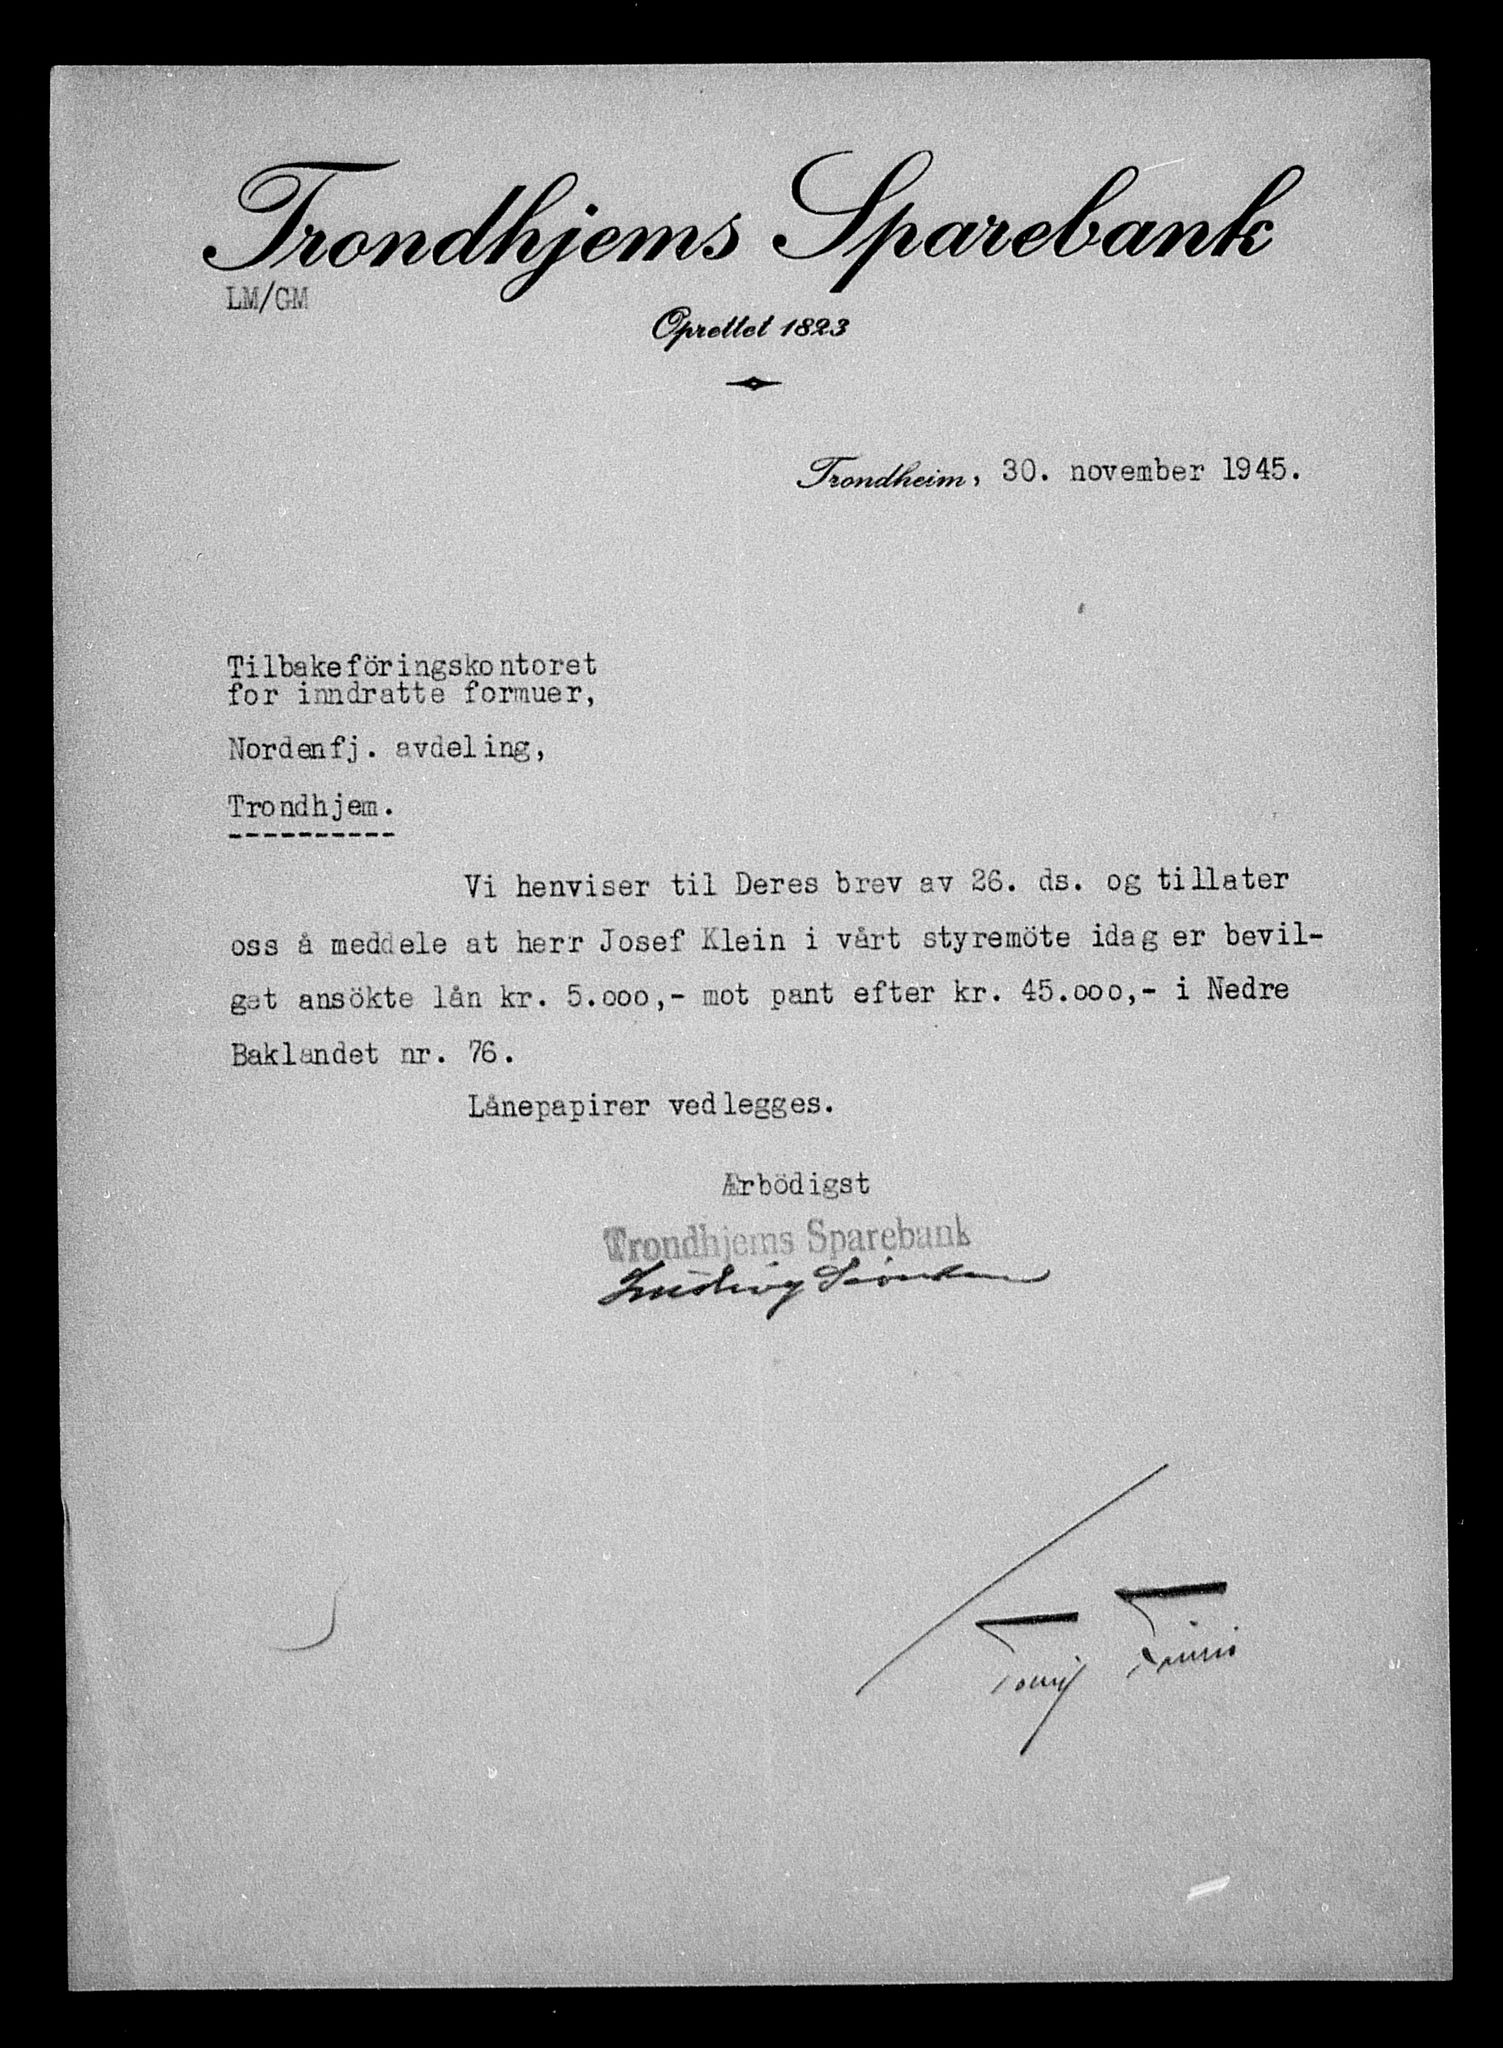 Trondhjems Sparebank
LM/GM
Oprettet 1823
Trondheim, 30. november 1945.
Tilbakeföringskontoret
for inndratte formuer,
Nordenfj. avdeling,
Trondhjem.
----------
Vi henviser til Deres brev av 26. ds. og tillater
oss å meddele at herr Josef Klein i vårt styremöte idag er bevil-
get ansökte lån kr. 5.000,- mot pant efter kr. 45.000,- i Nedre
Baklandet nr. 76.
Lånepapirer vedlegges.
Ærbödigst
Trondhjems Sparebank
Ludvig